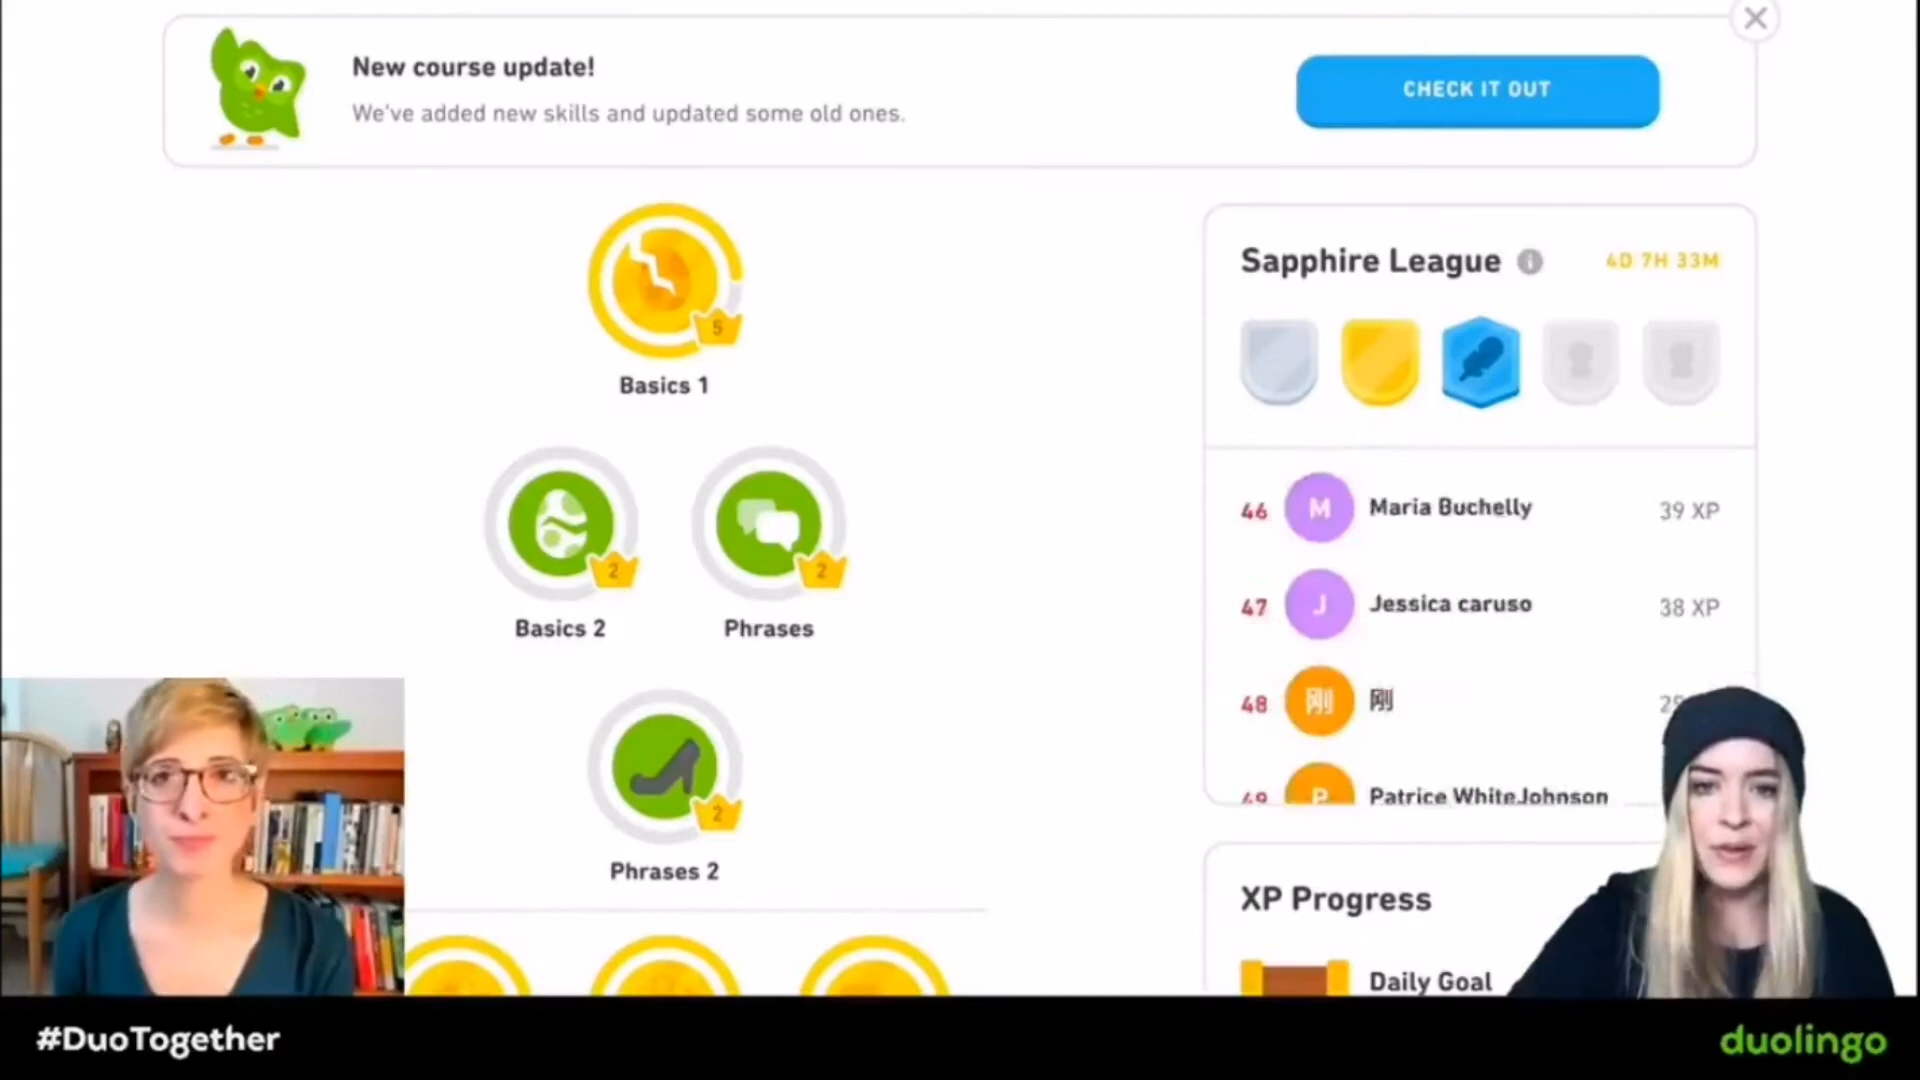 New course update!
We've added new skills and updated some old ones.
CHECK IT OUT
5
Basics 1
2
Basics 2
2
Phrases
2
Phrases 2
Sapphire League
4D 7H 33M
46 M Maria Buchelly 39 XP
47 J Jessica caruso 38 XP
48 刚 刚
49 P Patrice WhiteJohnson
XP Progress
Daily Goal
#DuoTogether
duolingo